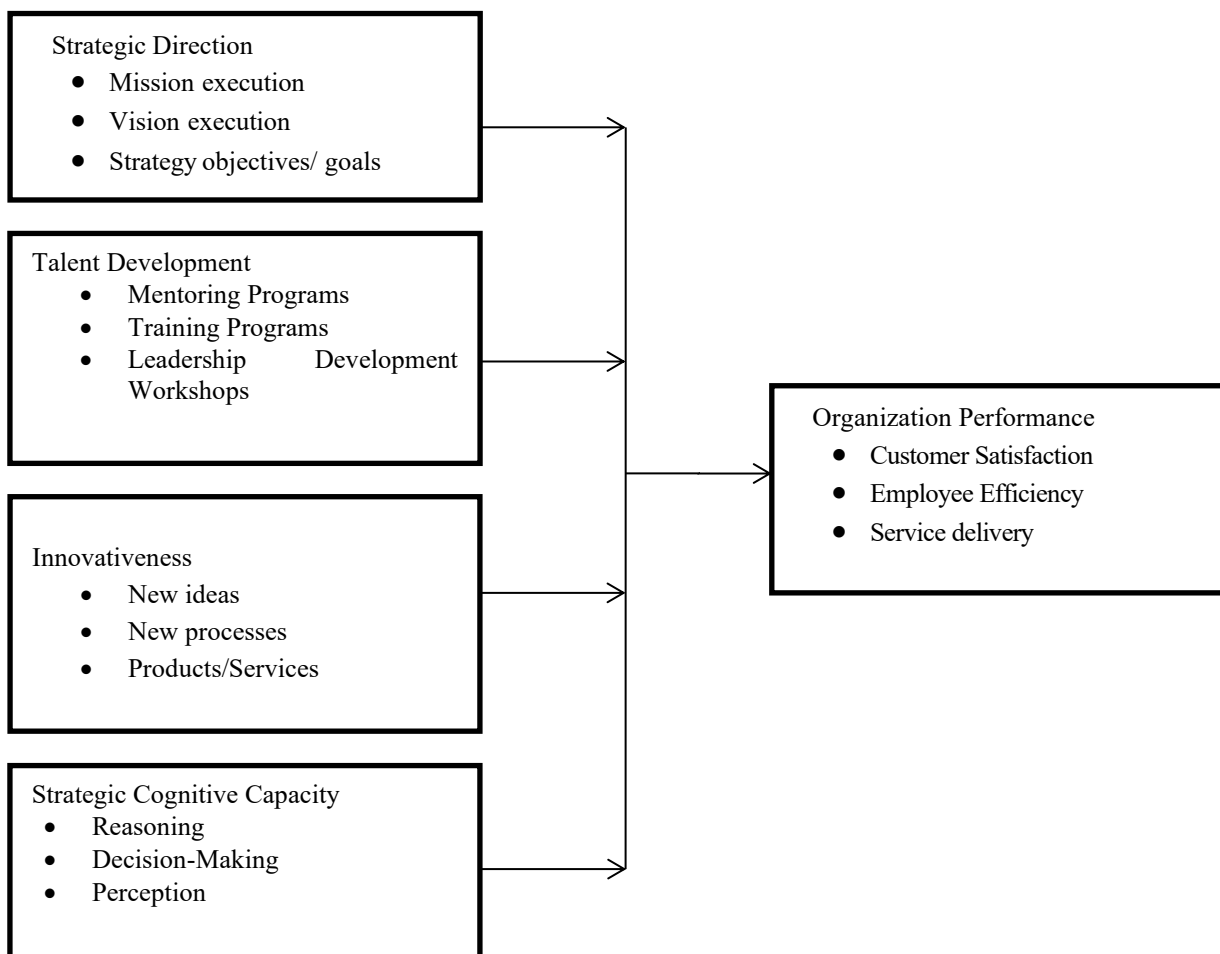 Strategic Direction
● Mission execution
● Vision execution
● Strategy objectives/ goals
Talent Development
● Mentoring Programs
● Training Programs
● Leadership Development
Workshops
Innovativeness
● New ideas
● New processes
● Products/Services
Strategic Cognitive Capacity
● Reasoning
● Decision-Making
● Perception
Organization Performance
● Customer Satisfaction
● Employee Efficiency
● Service delivery